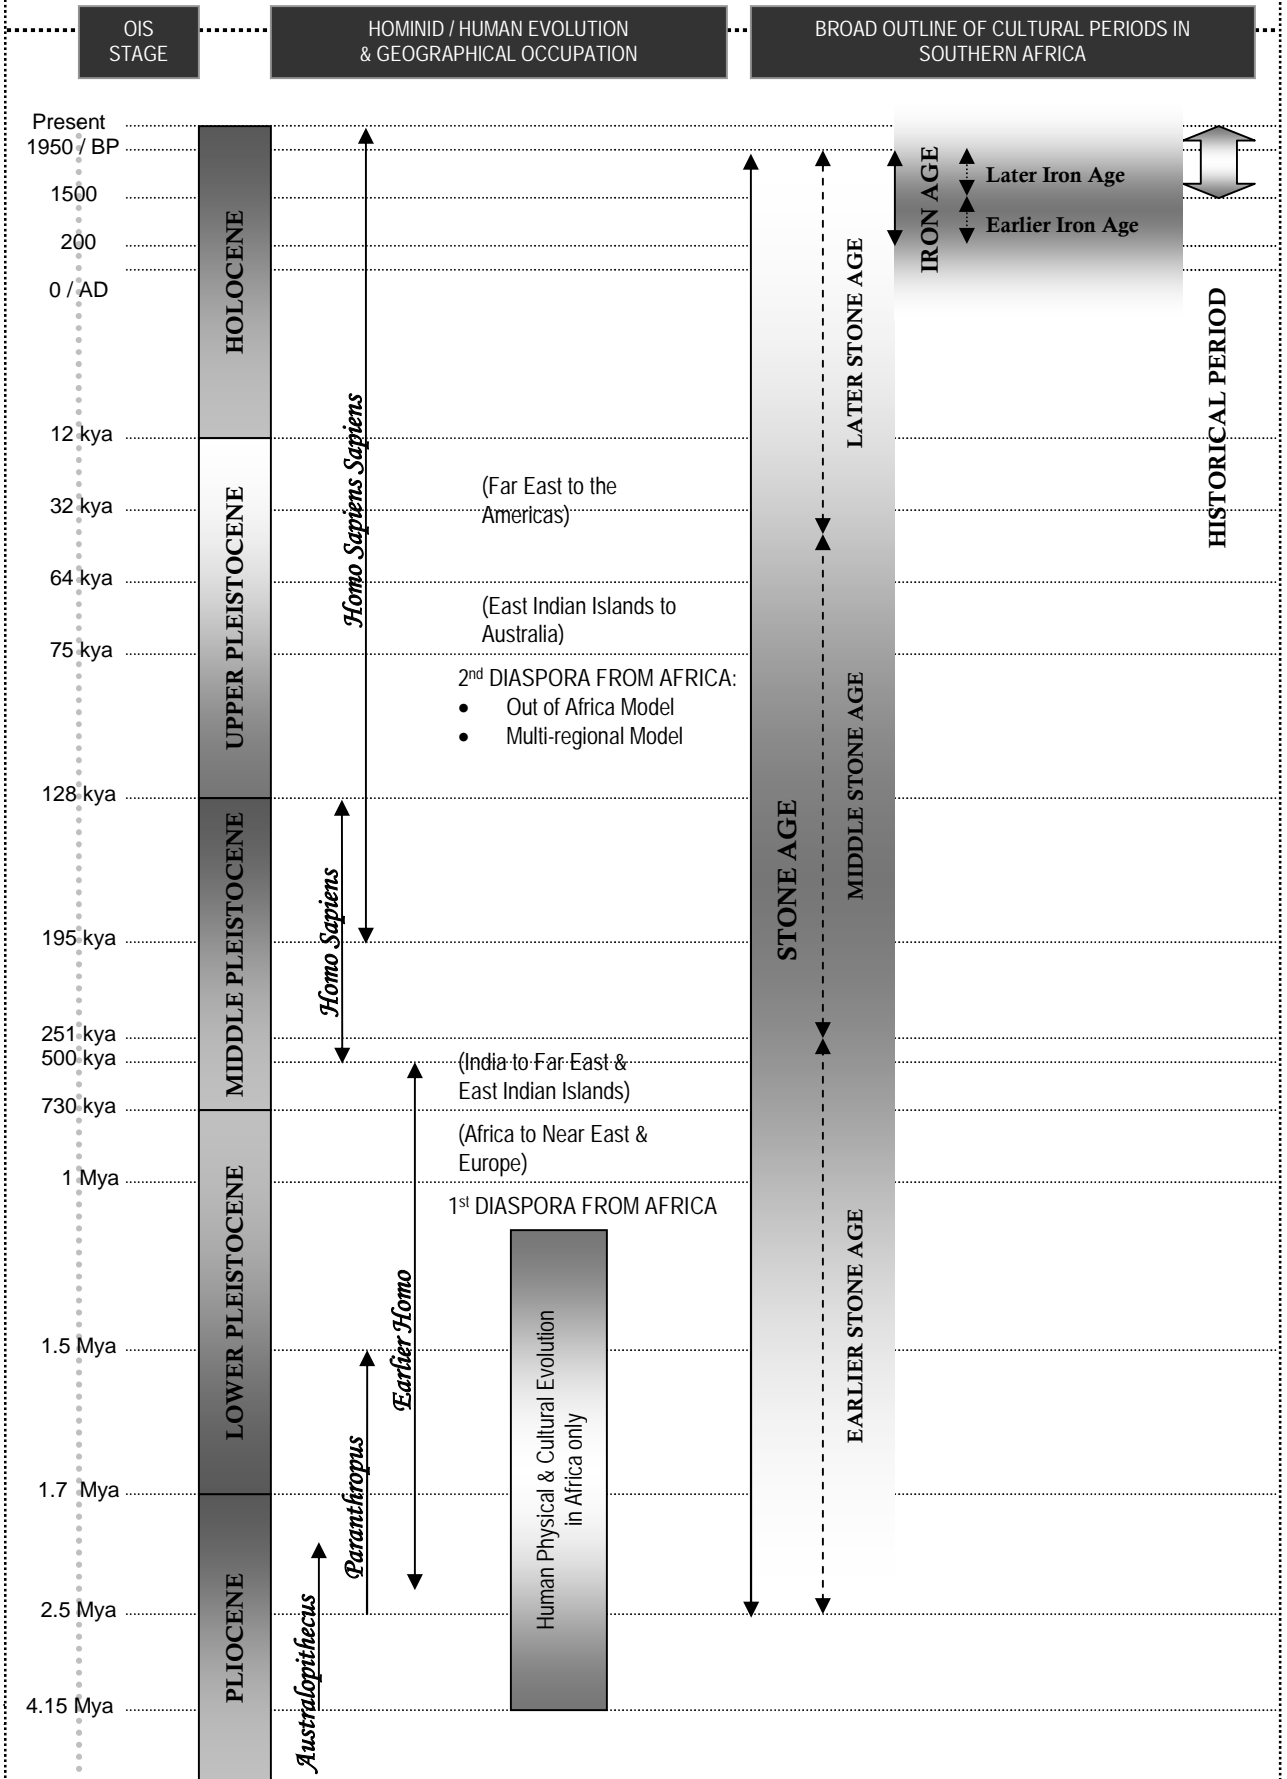 OIS
STAGE
HOMINID / HUMAN EVOLUTION
& GEOGRAPHICAL OCCUPATION
BROAD OUTLINE OF CULTURAL PERIODS IN
SOUTHERN AFRICA
Present
1950 / BP
1500
200
0 / AD
12 kya
32 kya
64 kya
75 kya
128 kya
195 kya
251 kya
500 kya
730 kya
1 Mya
1.5 Mya
1.7 Mya
2.5 Mya
4.15 Mya
HOLOCENE
UPPER PLEISTOCENE
MIDDLE PLEISTOCENE
LOWER PLEISTOCENE
PLIOCENE
Homo Sapiens Sapiens
Homo Sapiens
Earlier Homo
Paranthropus
Australopithecus
(Far East to the
Americas)
(East Indian Islands to
Australia)
2nd DIASPORA FROM AFRICA:
• Out of Africa Model
• Multi-regional Model
(India to Far East &
East Indian Islands)
(Africa to Near East &
Europe)
1st DIASPORA FROM AFRICA
Human Physical & Cultural Evolution
in Africa only
STONE AGE
LATER STONE AGE
MIDDLE STONE AGE
EARLIER STONE AGE
IRON AGE
Later Iron Age
Earlier Iron Age
HISTORICAL PERIOD